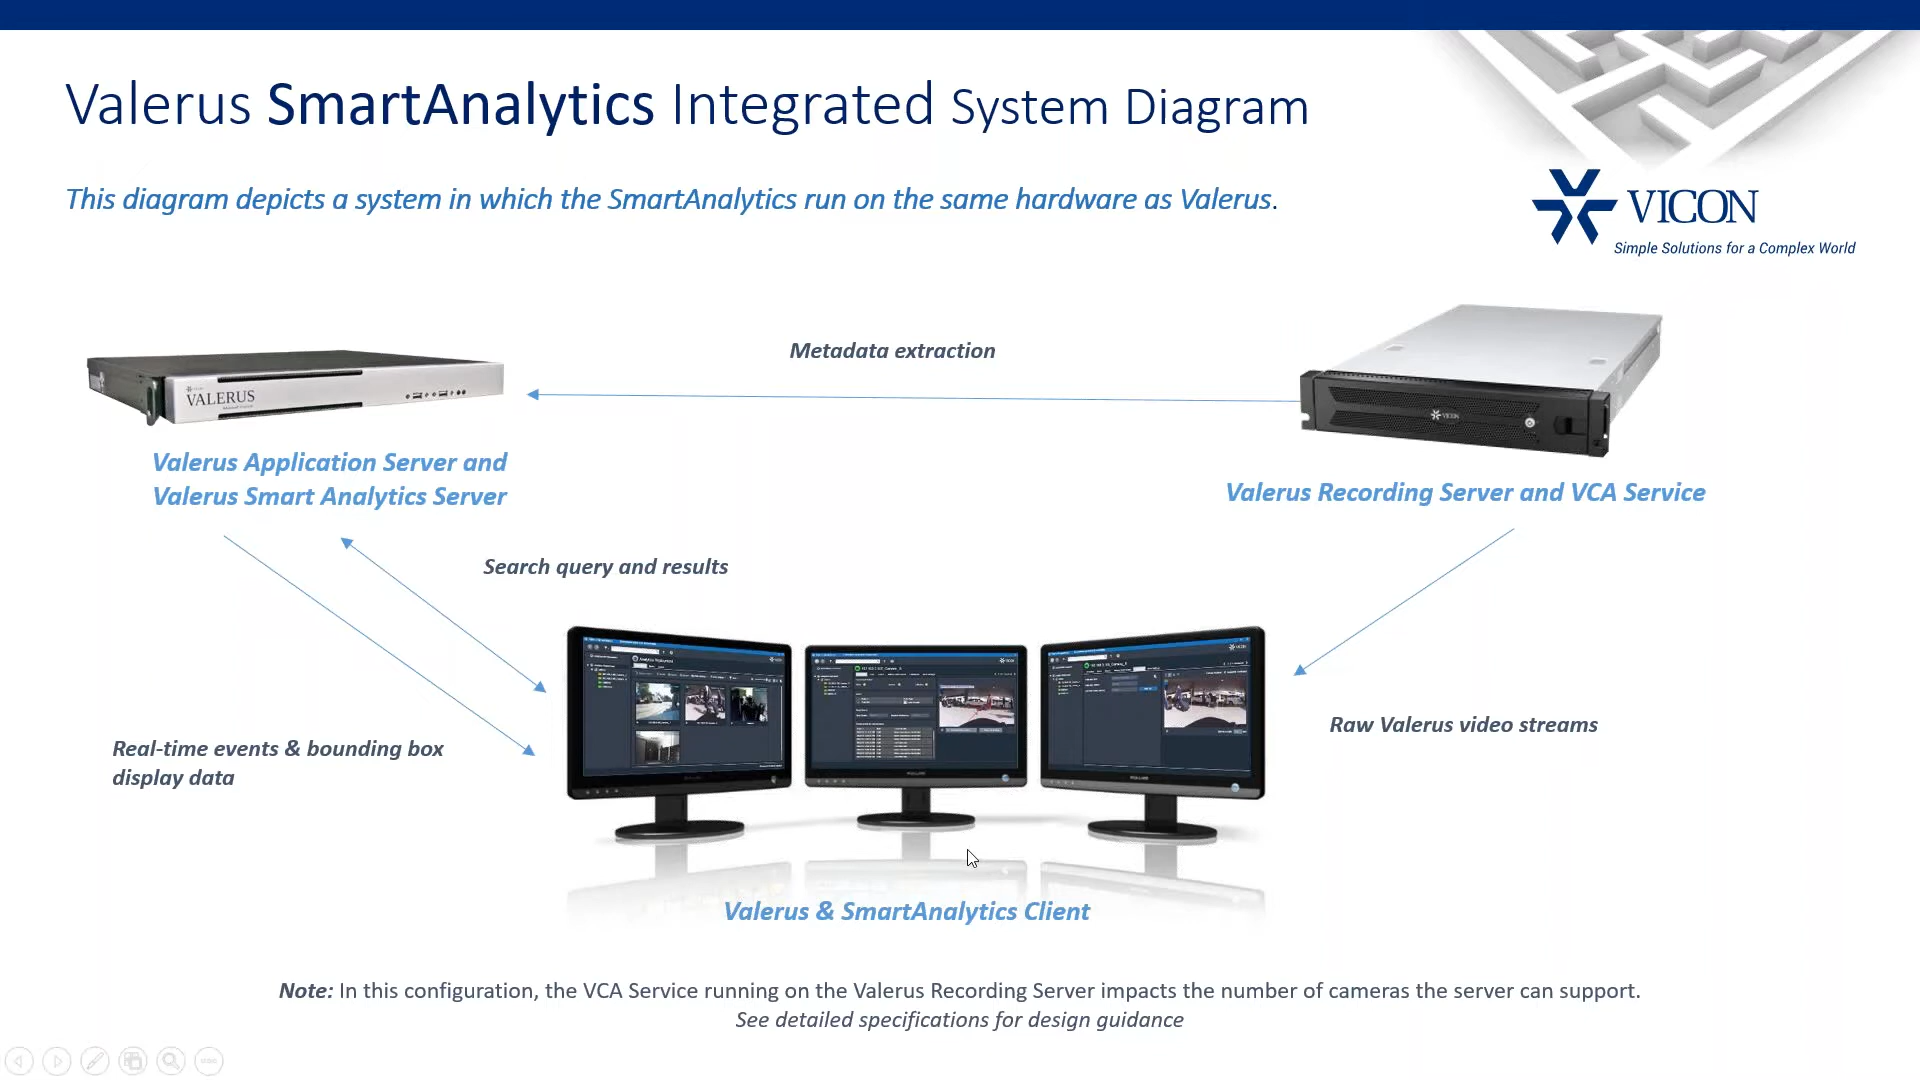 Valerus SmartAnalytics Integrated System Diagram
This diagram depicts a system in which the SmartAnalytics run on the same hardware as Valerus.
VICON
Simple Solutions for a Complex World
Metadata extraction
VALERUS
VICON
Valerus Application Server and
Valerus Smart Analytics Server
Valerus Recording Server and VCA Service
Search query and results
Raw Valerus video streams
Real-time events & bounding box
display data
Valerus & SmartAnalytics Client
Note: In this configuration, the VCA Service running on the Valerus Recording Server impacts the number of cameras the server can support.
See detailed specifications for design guidance